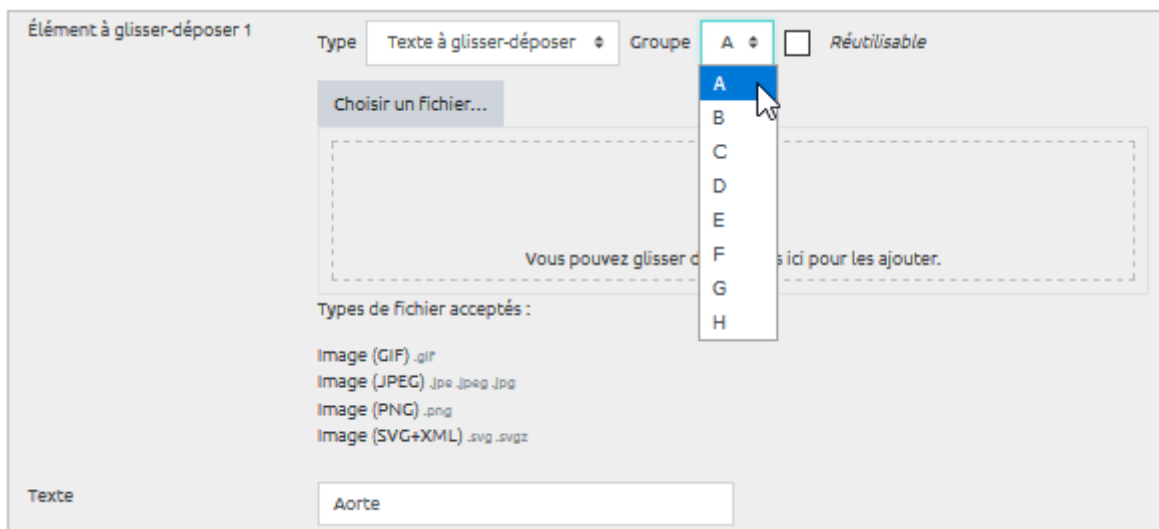 Élément à glisser-déposer 1
Type Texte à glisser-déposer Groupe A Réutilisable
A
Choisir un fichier...
B
C
D
E
F
Vous pouvez glisser d s ici pour les ajouter.
G
H
Types de fichier acceptés :
Image (GIF) .gif
Image (JPEG) .jpe .jpeg .jpg
Image (PNG) .png
Image (SVG+XML) .svg .svgz
Texte
Aorte